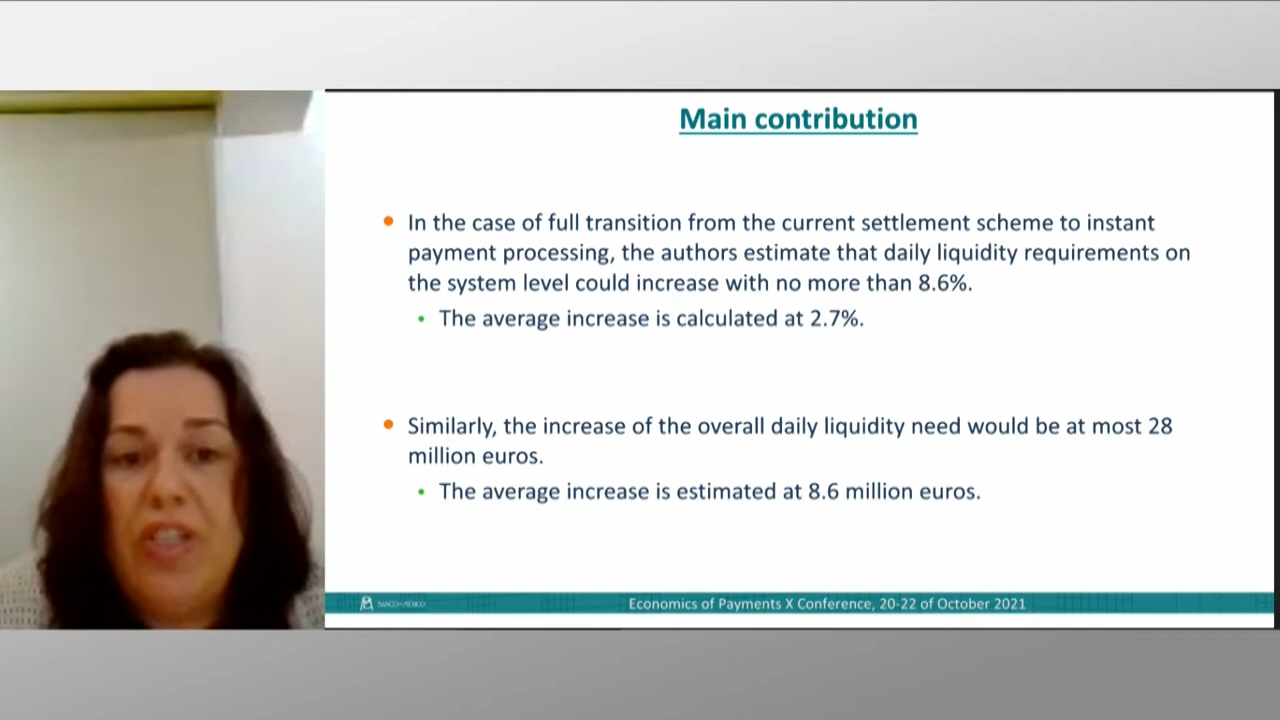 Main contribution
In the case of full transition from the current settlement scheme to instant
payment processing, the authors estimate that daily liquidity requirements on
the system level could increase with no more than 8.6%.
The average increase is calculated at 2.7%.
Similarly, the increase of the overall daily liquidity need would be at most 28
million euros.
The average increase is estimated at 8.6 million euros.
BANCO DE MÉXICO
Economics of Payments X Conference, 20-22 of October 2021